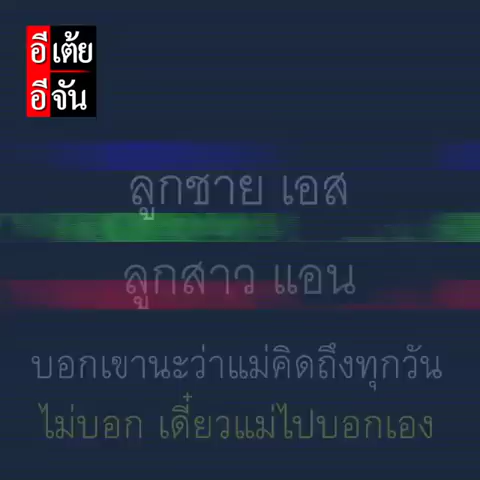 อีเต้ย
อีจัน
ลูกชาย เอส
ลูกสาว แอน
บอกเขานะว่าแม่คิดถึงทุกวัน
ไม่บอก เดี๋ยวแม่ไปบอกเอง